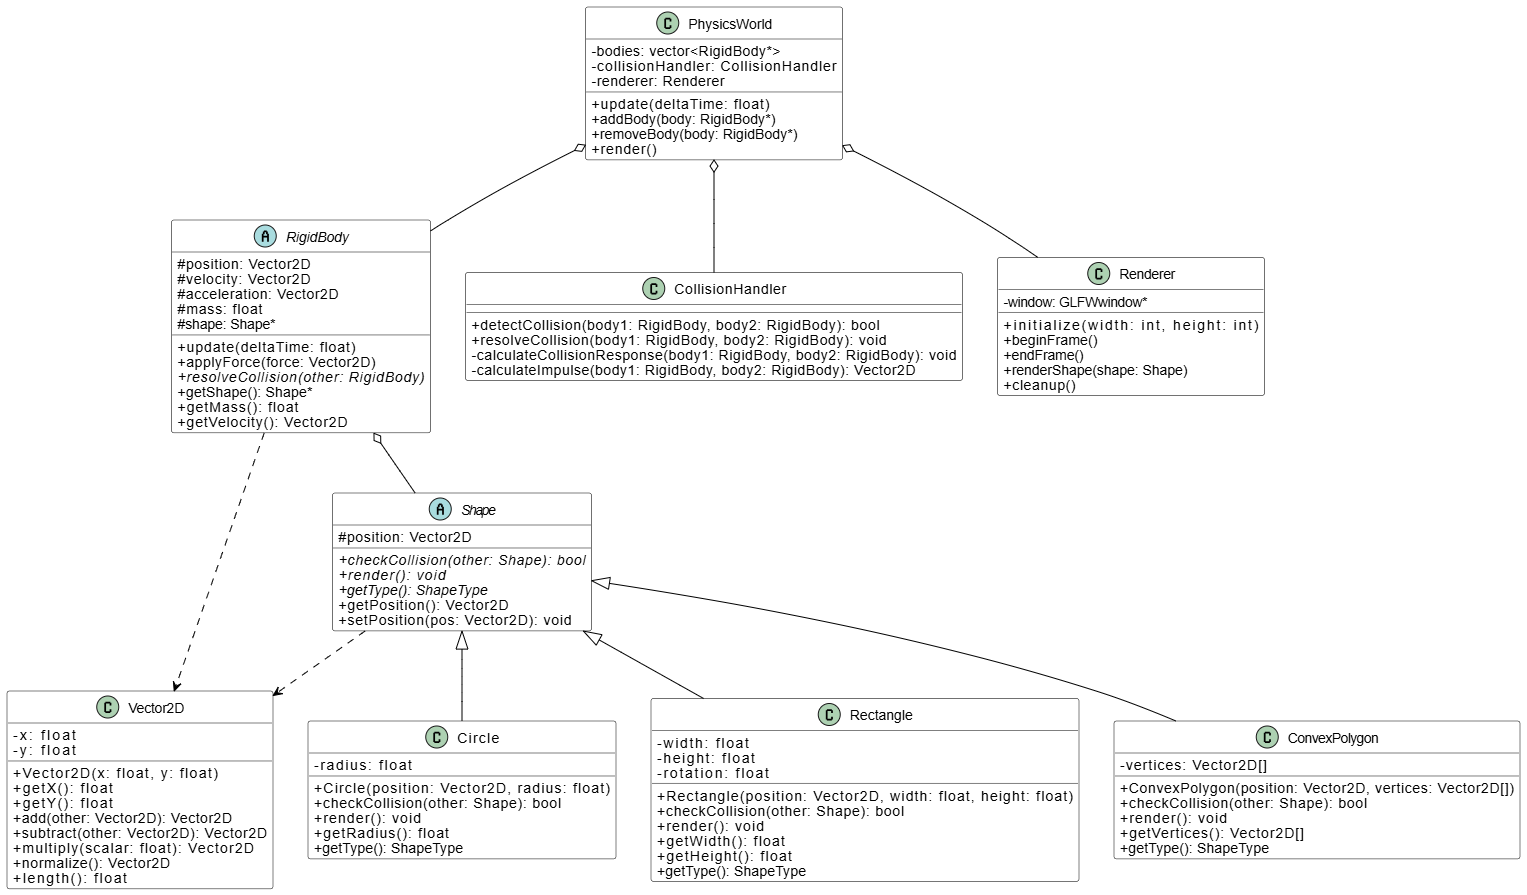 C PhysicsWorld
-bodies: vector<RigidBody*>
-collisionHandler: CollisionHandler
-renderer: Renderer
+update(deltaTime: float)
+addBody(body: RigidBody*)
+removeBody(body: RigidBody*)
+render()
A RigidBody
#position: Vector2D
#velocity: Vector2D
#acceleration: Vector2D
#mass: float
#shape: Shape*
+update(deltaTime: float)
+applyForce(force: Vector2D)
+resolveCollision(other: RigidBody)
+getShape(): Shape*
+getMass(): float
+getVelocity(): Vector2D
C CollisionHandler
+detectCollision(body1: RigidBody, body2: RigidBody): bool
+resolveCollision(body1: RigidBody, body2: RigidBody): void
-calculateCollisionResponse(body1: RigidBody, body2: RigidBody): void
-calculateImpulse(body1: RigidBody, body2: RigidBody): Vector2D
C Renderer
-window: GLFWwindow*
+initialize(width: int, height: int)
+beginFrame()
+endFrame()
+renderShape(shape: Shape)
+cleanup()
A Shape
#position: Vector2D
+checkCollision(other: Shape): bool
+render(): void
+getType(): ShapeType
+getPosition(): Vector2D
+setPosition(pos: Vector2D): void
C Vector2D
-x: float
-y: float
+Vector2D(x: float, y: float)
+getX(): float
+getY(): float
+add(other: Vector2D): Vector2D
+subtract(other: Vector2D): Vector2D
+multiply(scalar: float): Vector2D
+normalize(): Vector2D
+length(): float
C Circle
-radius: float
+Circle(position: Vector2D, radius: float)
+checkCollision(other: Shape): bool
+render(): void
+getRadius(): float
+getType(): ShapeType
C Rectangle
-width: float
-height: float
-rotation: float
+Rectangle(position: Vector2D, width: float, height: float)
+checkCollision(other: Shape): bool
+render(): void
+getWidth(): float
+getHeight(): float
+getType(): ShapeType
C ConvexPolygon
-vertices: Vector2D[]
+ConvexPolygon(position: Vector2D, vertices: Vector2D[])
+checkCollision(other: Shape): bool
+render(): void
+getVertices(): Vector2D[]
+getType(): ShapeType